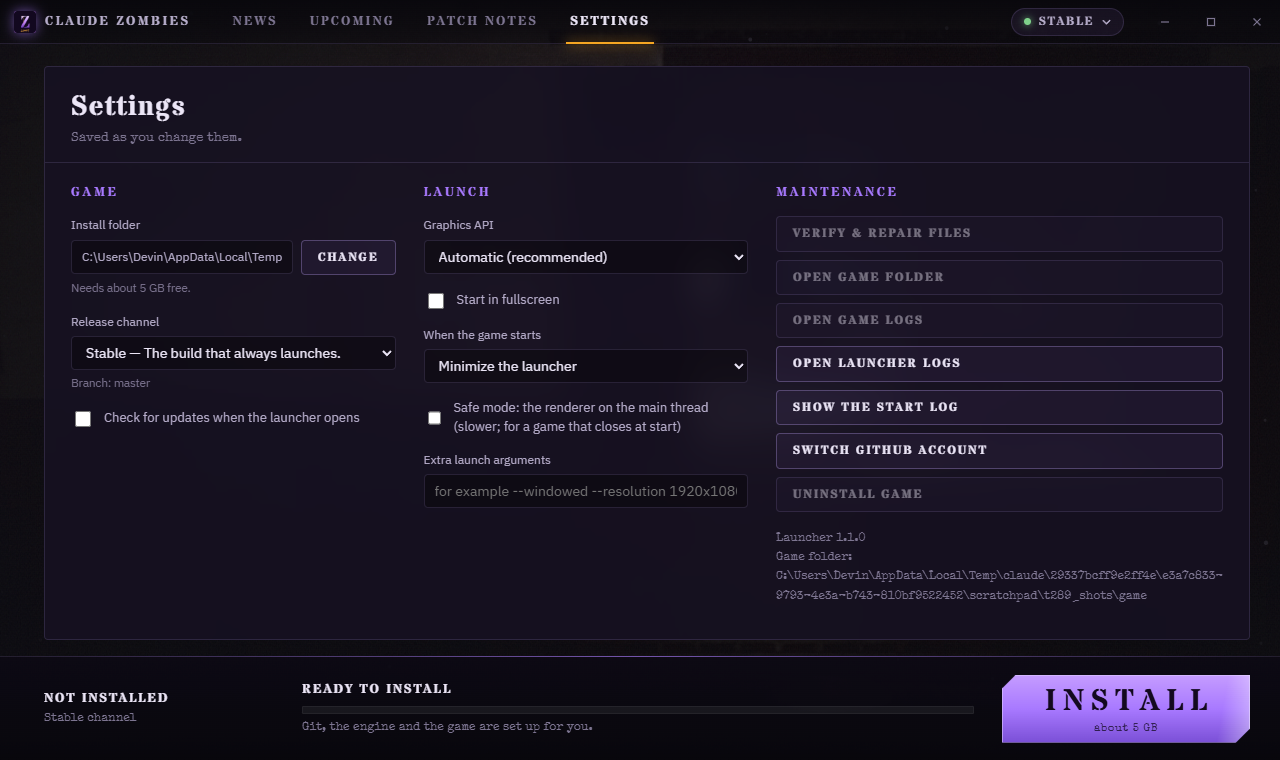 CLAUDE ZOMBIES
NEWS
UPCOMING
PATCH NOTES
SETTINGS
STABLE
Settings
Saved as you change them.
GAME
Install folder
C:\Users\Devin\AppData\Local\Temp
CHANGE
Needs about 5 GB free.
Release channel
Stable — The build that always launches.
Branch: master
Check for updates when the launcher opens
LAUNCH
Graphics API
Automatic (recommended)
Start in fullscreen
When the game starts
Minimize the launcher
Safe mode: the renderer on the main thread
(slower; for a game that closes at start)
Extra launch arguments
for example --windowed --resolution 1920x108
MAINTENANCE
VERIFY & REPAIR FILES
OPEN GAME FOLDER
OPEN GAME LOGS
OPEN LAUNCHER LOGS
SHOW THE START LOG
SWITCH GITHUB ACCOUNT
UNINSTALL GAME
Launcher 1.1.0
Game folder:
C:\Users\Devin\AppData\Local\Temp\claude\29337bcff9e2ff4e\e3a7c833-
9793-4e3a-b743-810bf9522452\scratchpad\t289_shots\game
NOT INSTALLED
Stable channel
READY TO INSTALL
Git, the engine and the game are set up for you.
INSTALL
about 5 GB